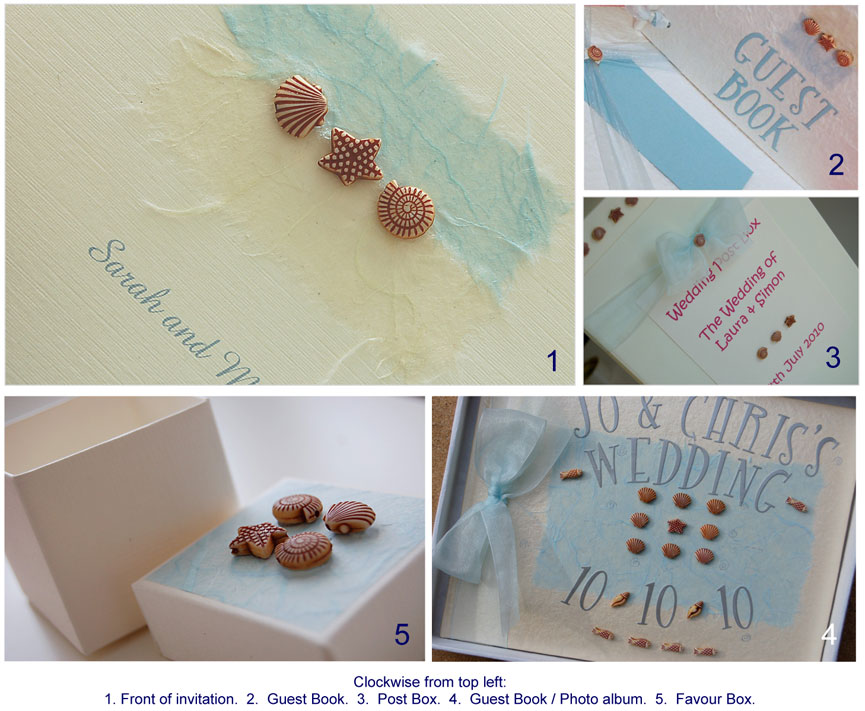 Sarah and M
1
GUEST
BOOK
2
Wedding Post Box
The Wedding of
Laura & Simon
th July 2010
3
JO & CHRIS'S
WEDDING
10 10 10
4
5
Clockwise from top left:
1. Front of invitation. 2. Guest Book. 3. Post Box. 4. Guest Book / Photo album. 5. Favour Box.